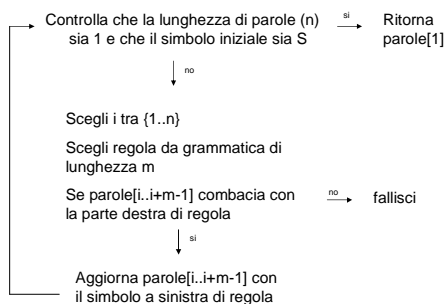 Controlla che la lunghezza di parole (n)
sia 1 e che il simbolo iniziale sia S
si
Ritorna
parole[1]
no
Scegli i tra {1..n}
Scegli regola da grammatica di
lunghezza m
Se parole[i..i+m-1] combacia con
la parte destra di regola
no
fallisci
si
Aggiorna parole[i..i+m-1] con
il simbolo a sinistra di regola